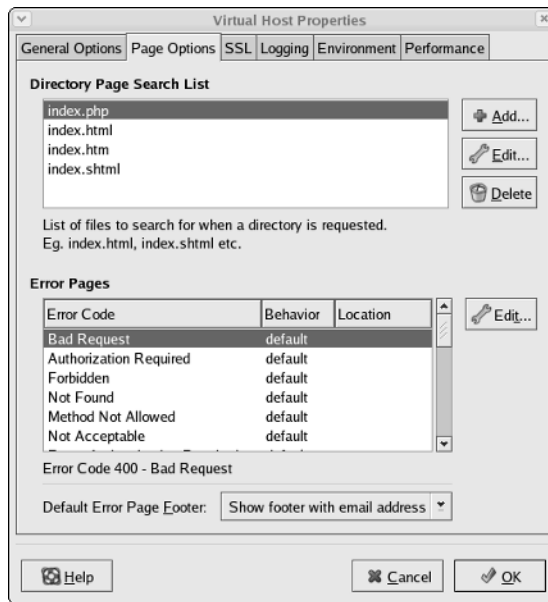 Virtual Host Properties
General Options Page Options SSL Logging Environment Performance
Directory Page Search List
index.php
index.html
index.htm
index.shtml
Add...
Edit...
Delete
List of files to search for when a directory is requested.
Eg. index.html, index.shtml etc.
Error Pages
Error Code Behavior Location
Bad Request default
Authorization Required default
Forbidden default
Not Found default
Method Not Allowed default
Not Acceptable default
Edit...
Error Code 400 - Bad Request
Default Error Page Footer: Show footer with email address
Help Cancel OK